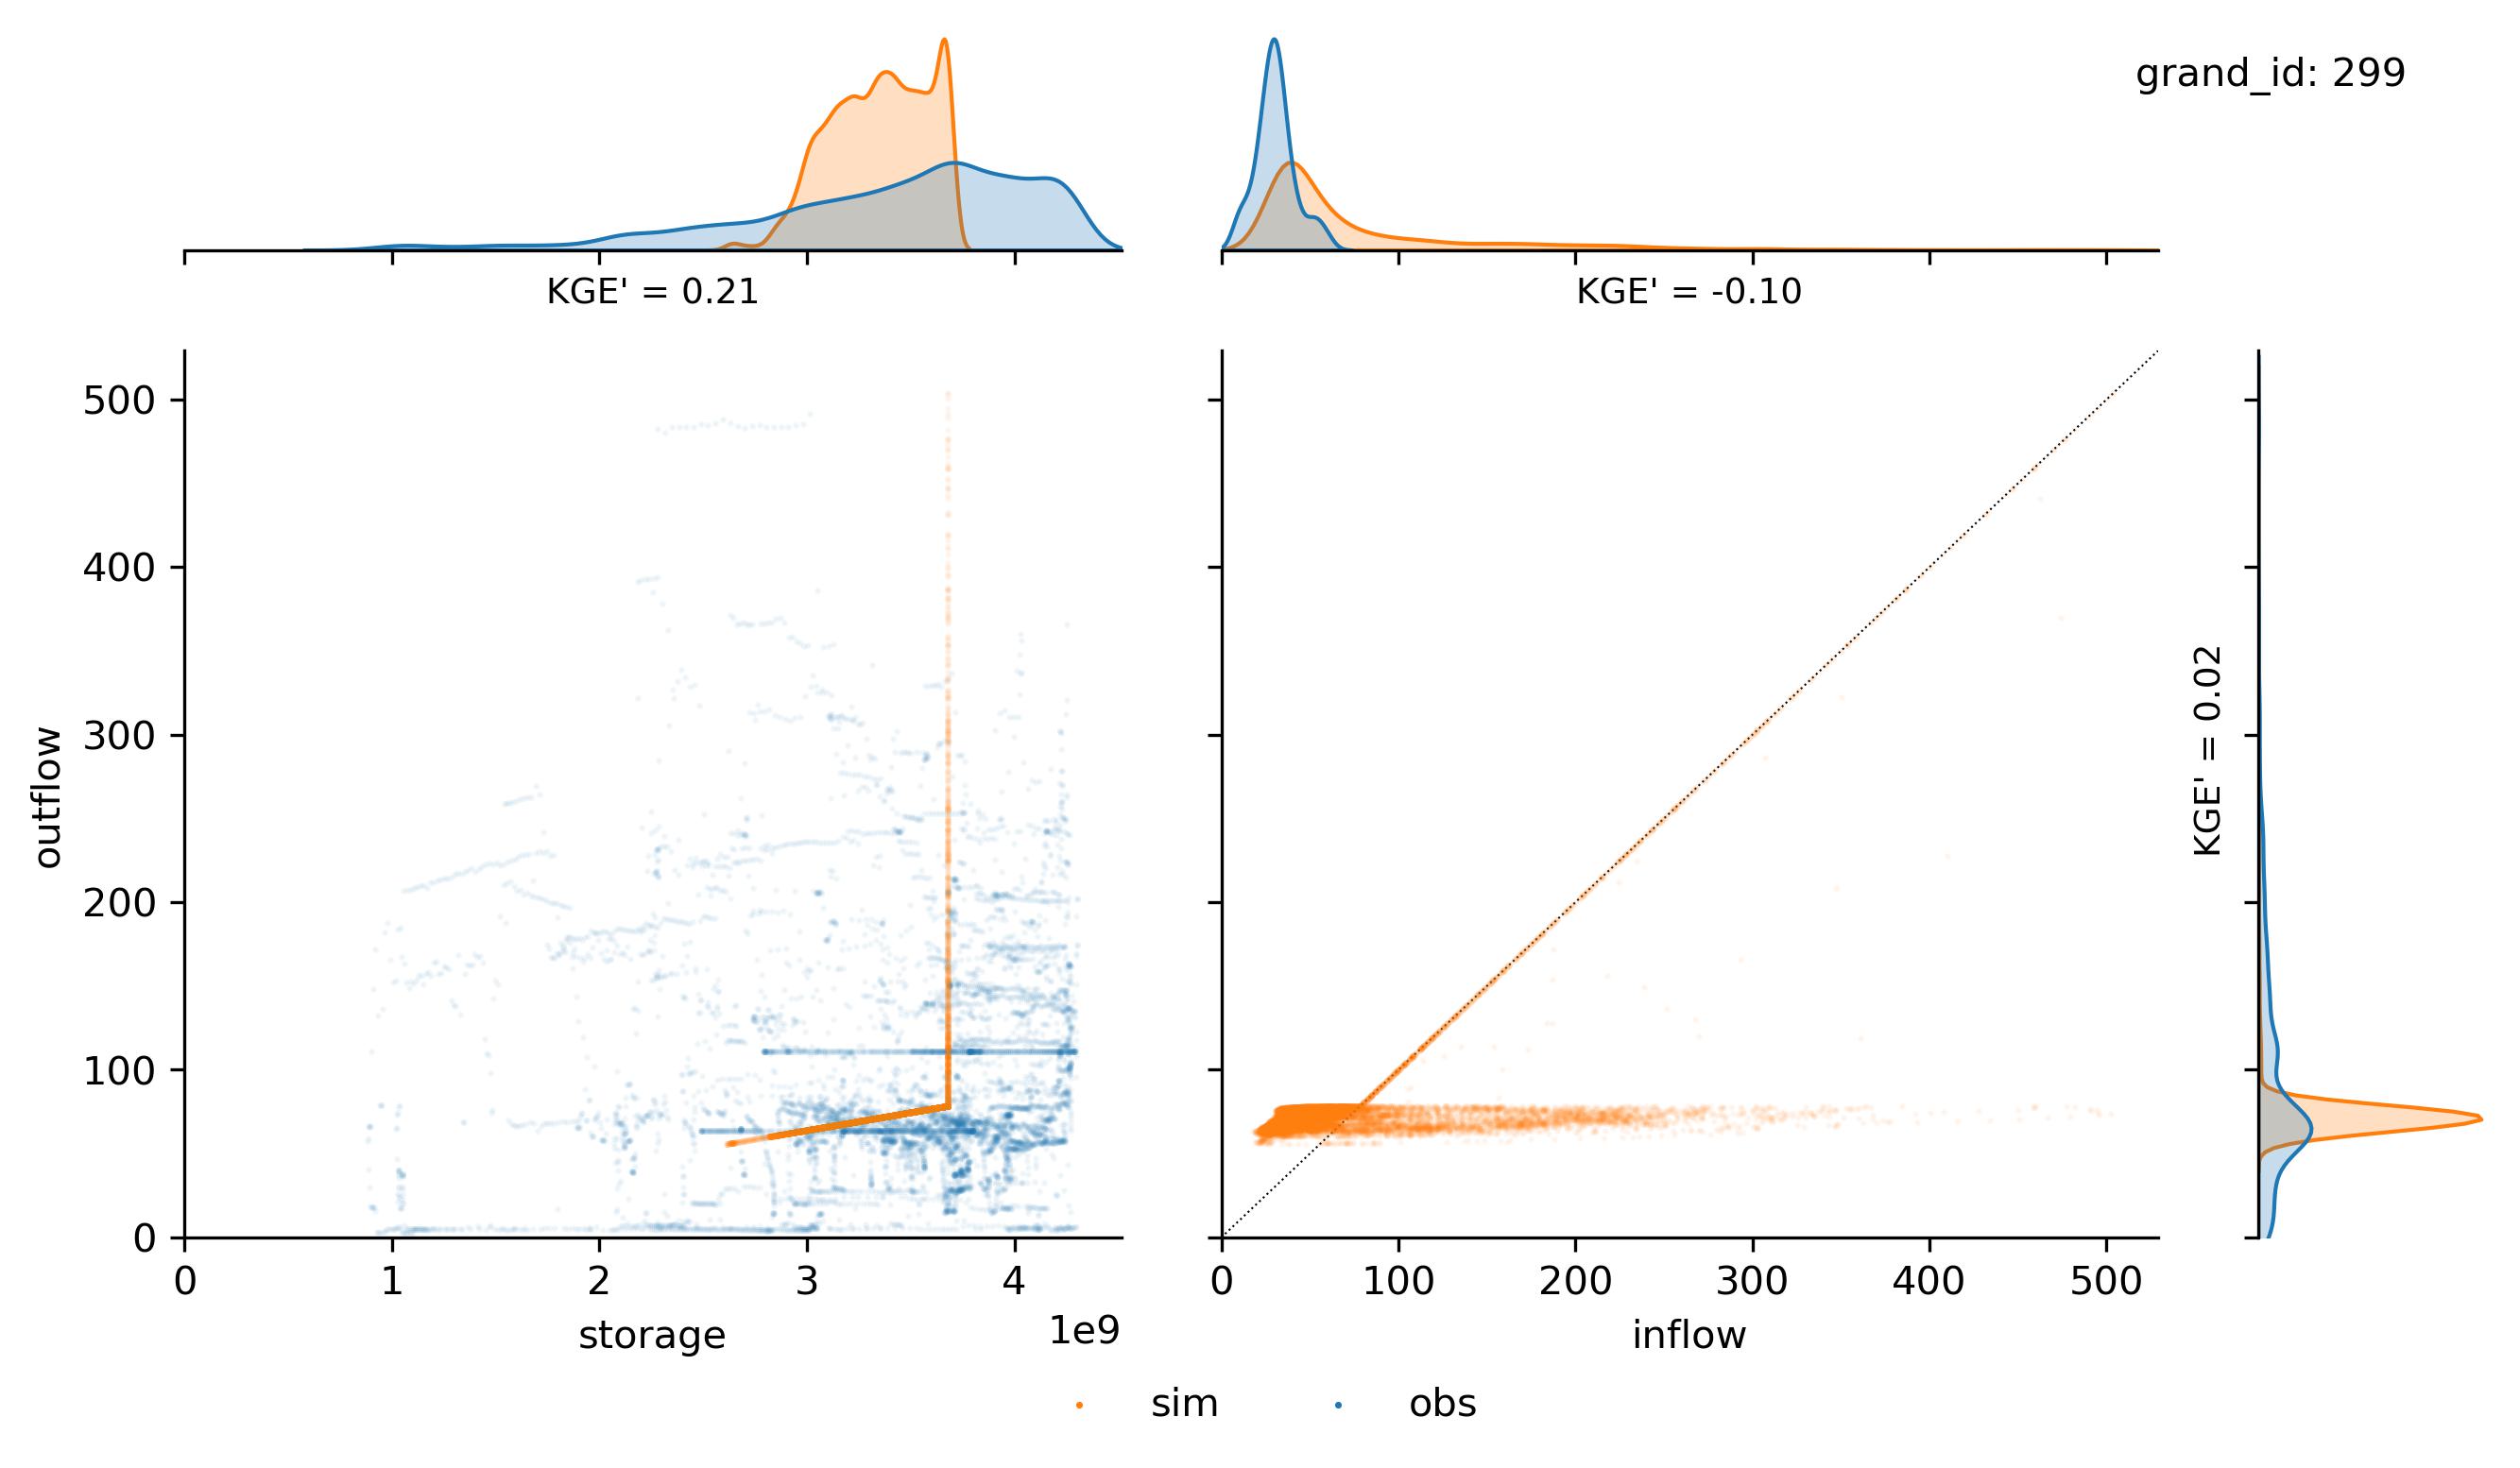 grand_id: 299
KGE' = 0.21
KGE' = -0.10
500
400
300
200
100
0
outflow
KGE' = 0.02
0 1 2 3 4
1e9
storage
0 100 200 300 400 500
inflow
sim obs